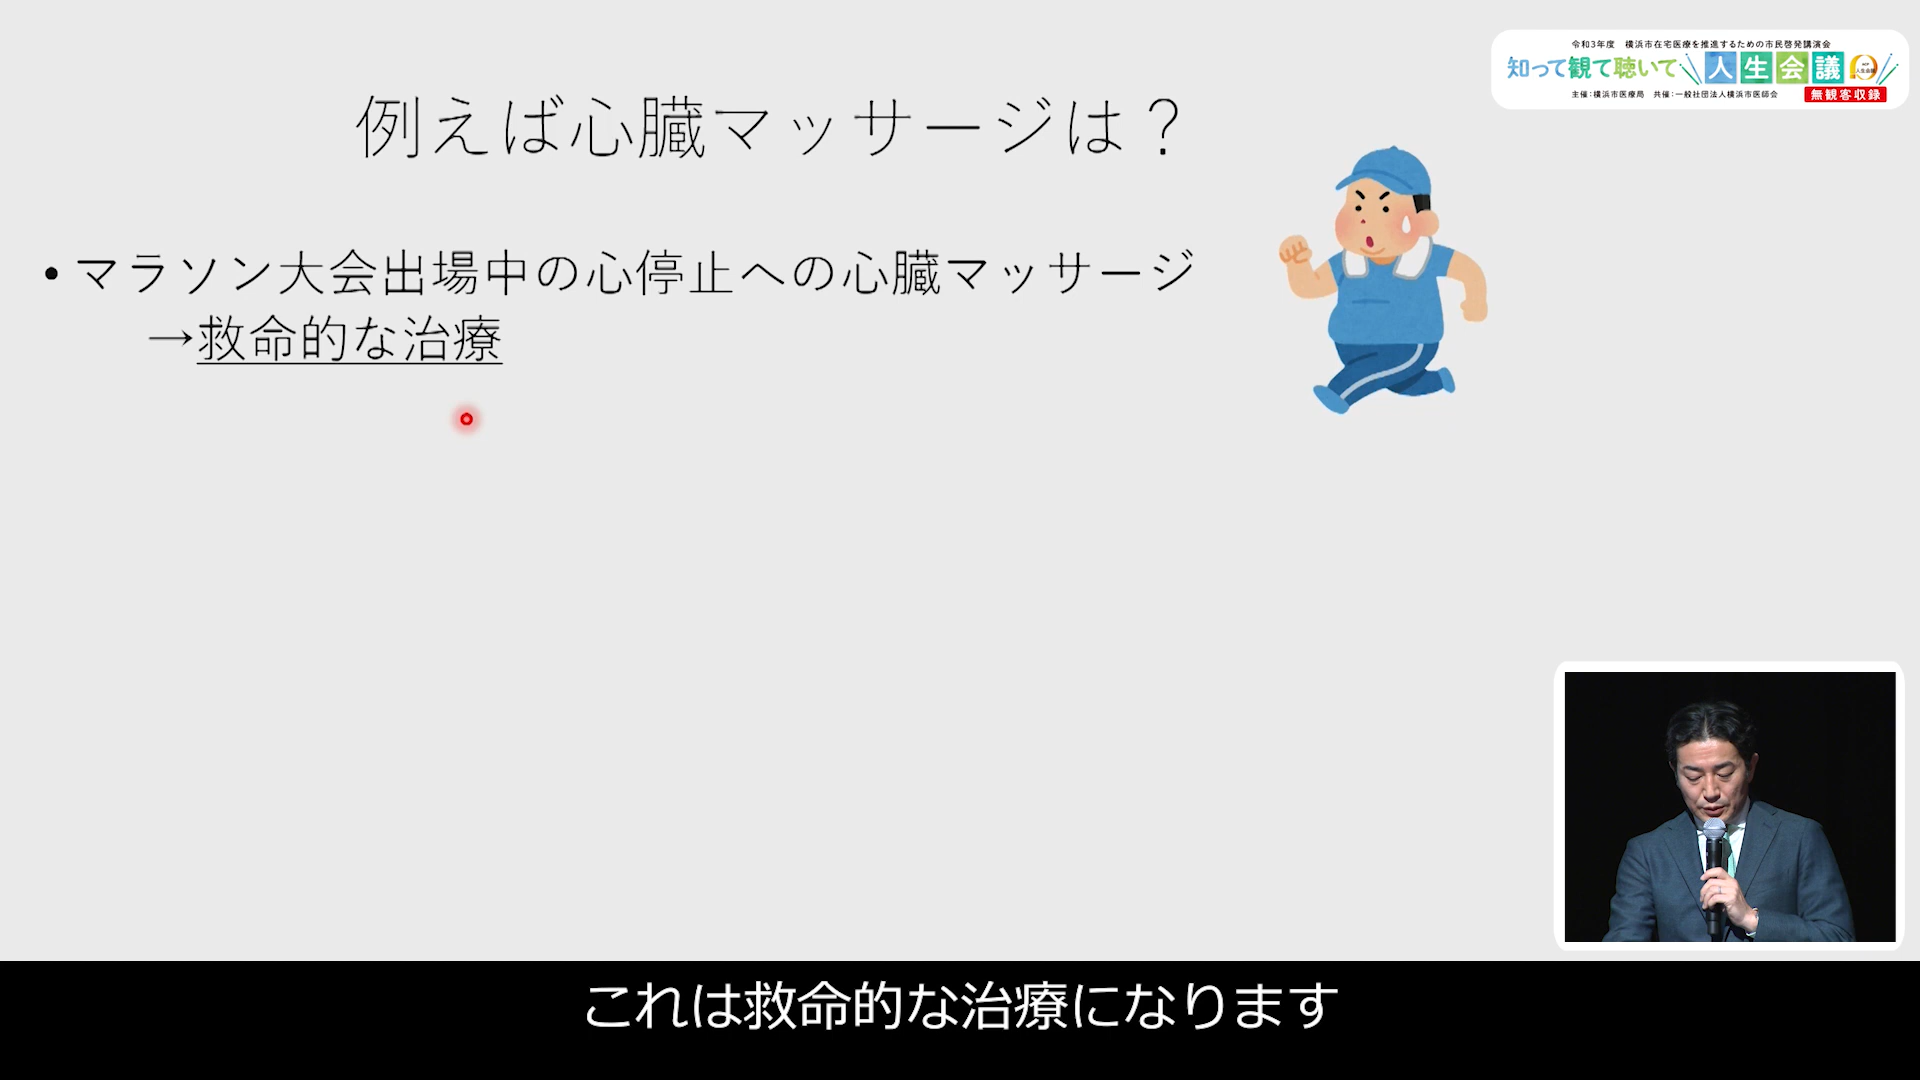 令和3年度 横浜市在宅医療を推進するための市民啓発講演会
知って観て聴いて 人生会議
主催:横浜市医療局 共催:一般社団法人横浜市医師会 無観客収録
例えば心臓マッサージは？
• マラソン大会出場中の心停止への心臓マッサージ
→救命的な治療
これは救命的な治療になります